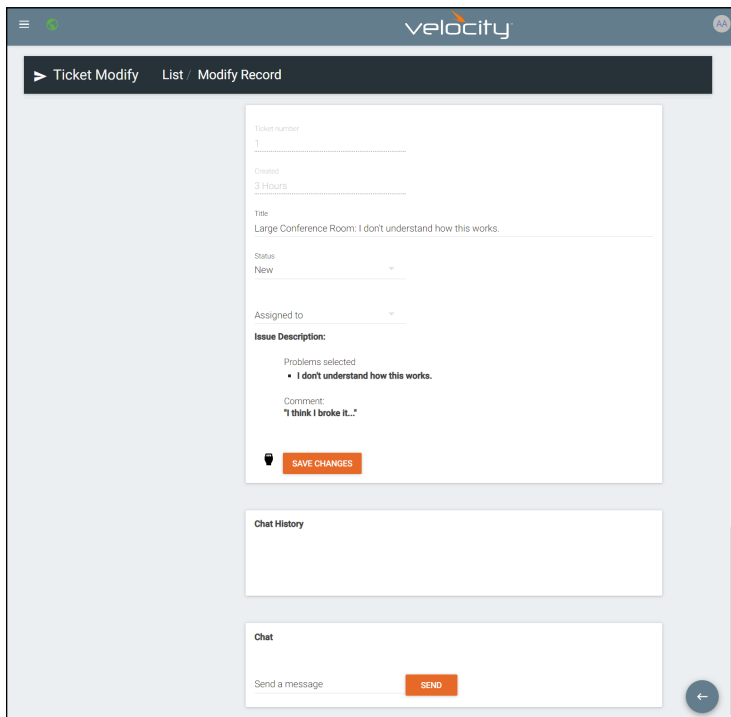 velocity
AA
Ticket Modify List / Modify Record
Ticket number
1
Created
3 Hours
Title
Large Conference Room: I don't understand how this works.
Status
New
Assigned to
Issue Description:
Problems selected
I don't understand how this works.
Comment:
"I think I broke it..."
SAVE CHANGES
Chat History
Chat
Send a message SEND